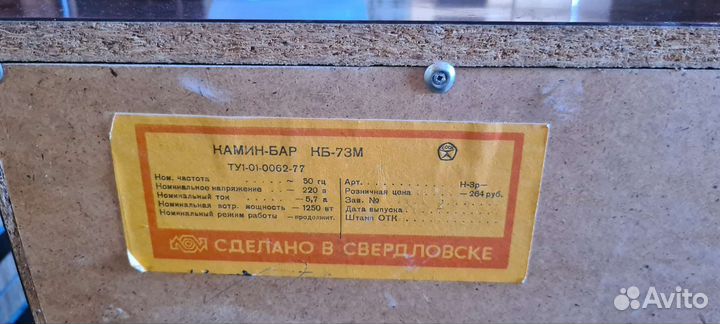 КАМИН-БАР КБ-73М
ТУ1-01-0062-77
Ном. частота — ~ 50 гц
Номинальное напряжение — 220 в
Номинальный ток — 5,7 а
Номинальная потр. мощность — 1250 вт
Номинальный режим работы — продолжит.
Арт. Н-Зр—
Розничная цена — 264 руб.
Зав. №
Дата выпуска
Штамп ОТК
СДЕЛАНО В СВЕРДЛОВСКЕ
Avito